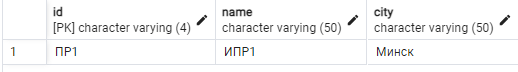 id name city
[PK] character varying (4) character varying (50) character varying (50)
1 ПР1 ИПР1 Минск